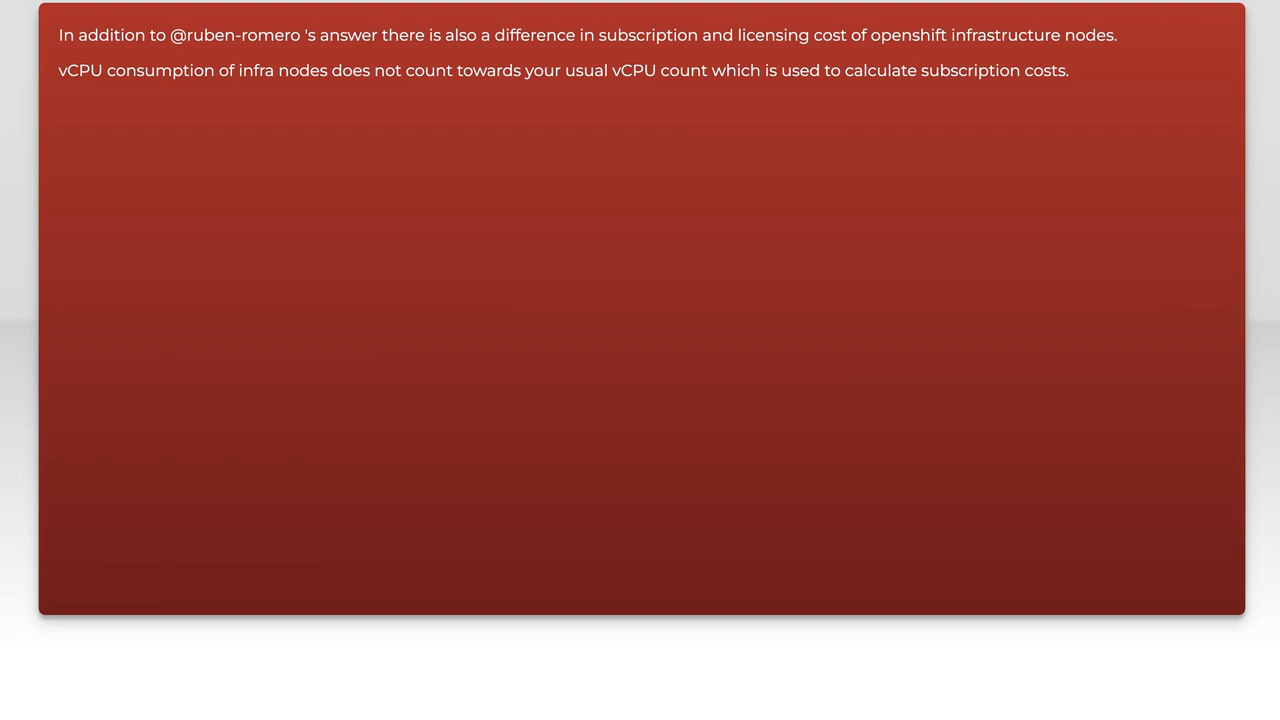 In addition to @ruben-romero 's answer there is also a difference in subscription and licensing cost of openshift infrastructure nodes.
vCPU consumption of infra nodes does not count towards your usual vCPU count which is used to calculate subscription costs.